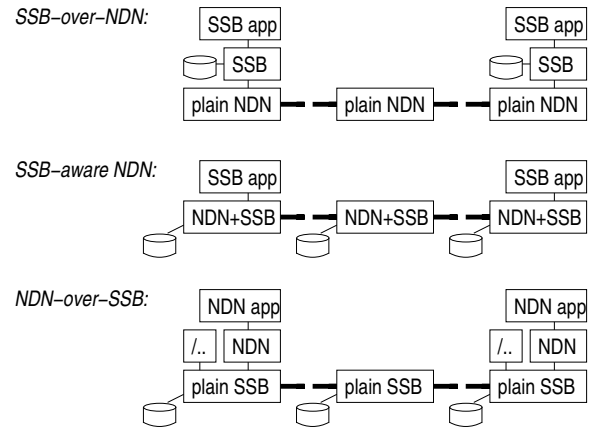 SSB–over–NDN:
SSB app
SSB app
SSB
SSB
plain NDN
plain NDN
plain NDN
SSB–aware NDN:
SSB app
SSB app
NDN+SSB
NDN+SSB
NDN+SSB
NDN–over–SSB:
NDN app
NDN app
/..
NDN
/..
NDN
plain SSB
plain SSB
plain SSB